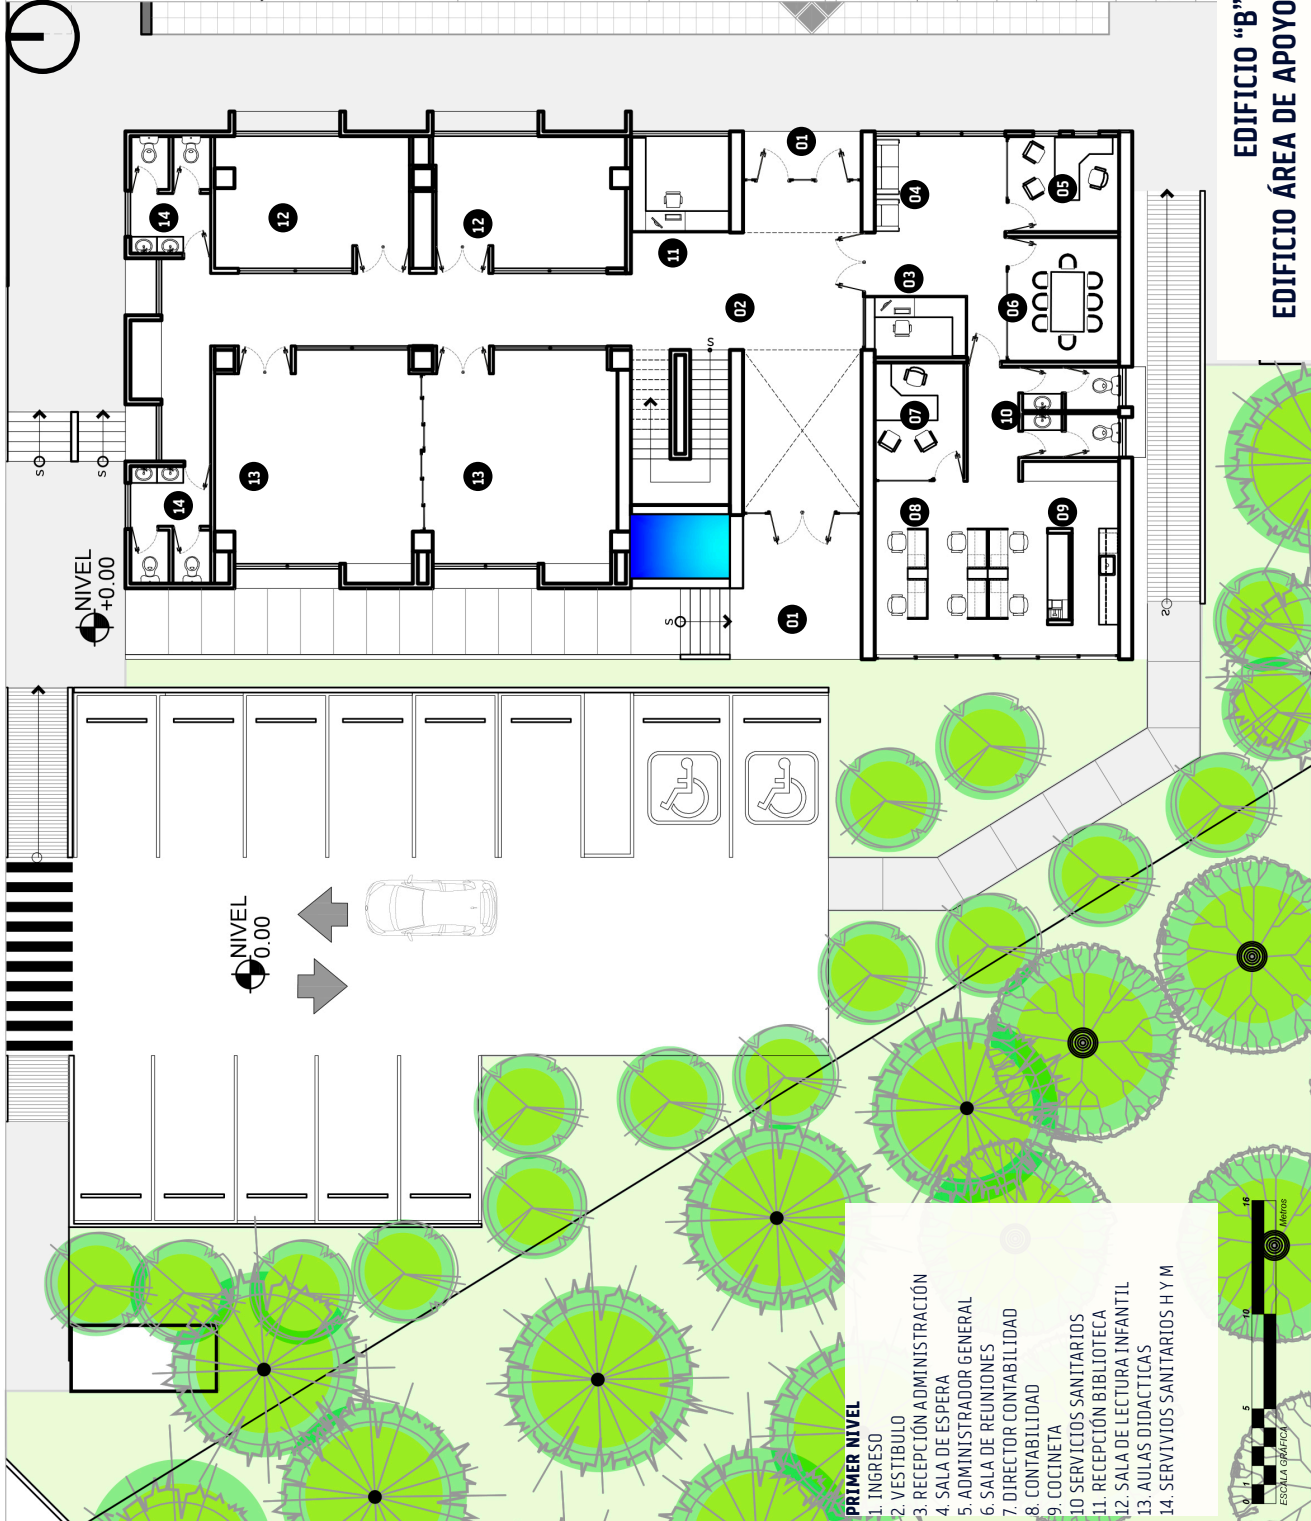 EDIFICIO “B”
EDIFICIO ÁREA DE APOYO
01
04
05
12
12
14
11
03
02
06
S
07
10
13
13
14
08
09
S
S
NIVEL
+0.00
S
01
S
NIVEL
0.00
PRIMER NIVEL
1. INGRESO
2. VESTIBULO
3. RECEPCIÓN ADMINISTRACIÓN
4. SALA DE ESPERA
5. ADMINISTRADOR GENERAL
6. SALA DE REUNIONES
7. DIRECTOR CONTABILIDAD
8. CONTABILIDAD
9. COCINETA
10 SERVICIOS SANITARIOS
11. RECEPCIÓN BIBLIOTECA
12. SALA DE LECTURA INFANTIL
13. AULAS DIDACTICAS
14. SERVIVIOS SANITARIOS H Y M
0 1 5 10 16
ESCALA GRÁFICA
Metros